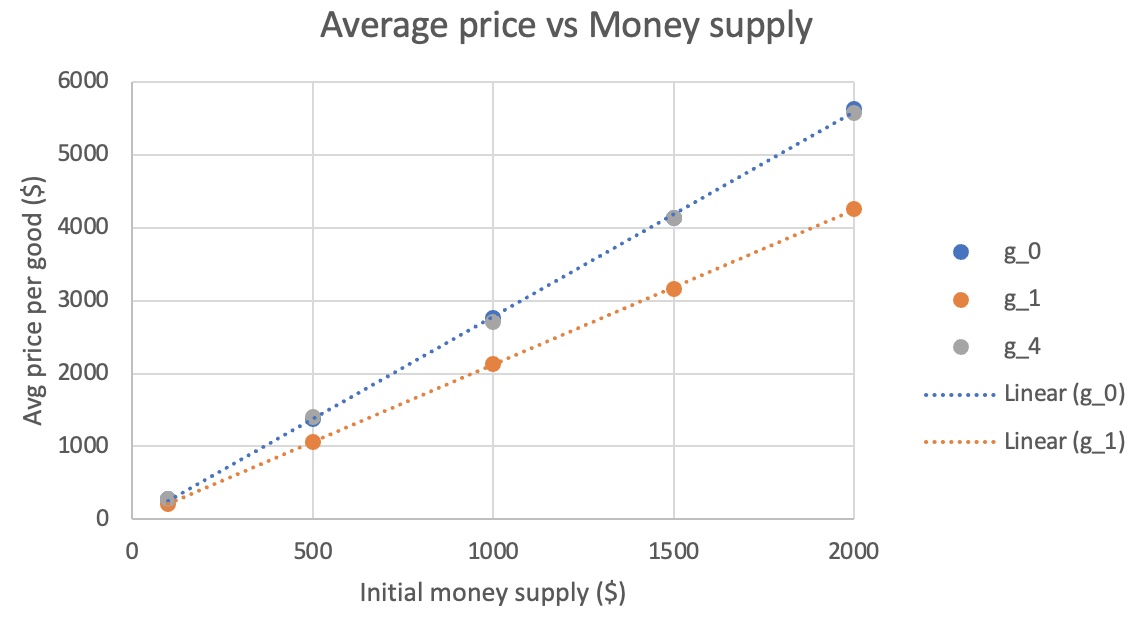 Average price vs Money supply
6000
5000
4000
3000
2000
1000
0
Avg price per good ($)
0 500 1000 1500 2000
Initial money supply ($)
g_0
g_1
g_4
Linear (g_0)
Linear (g_1)